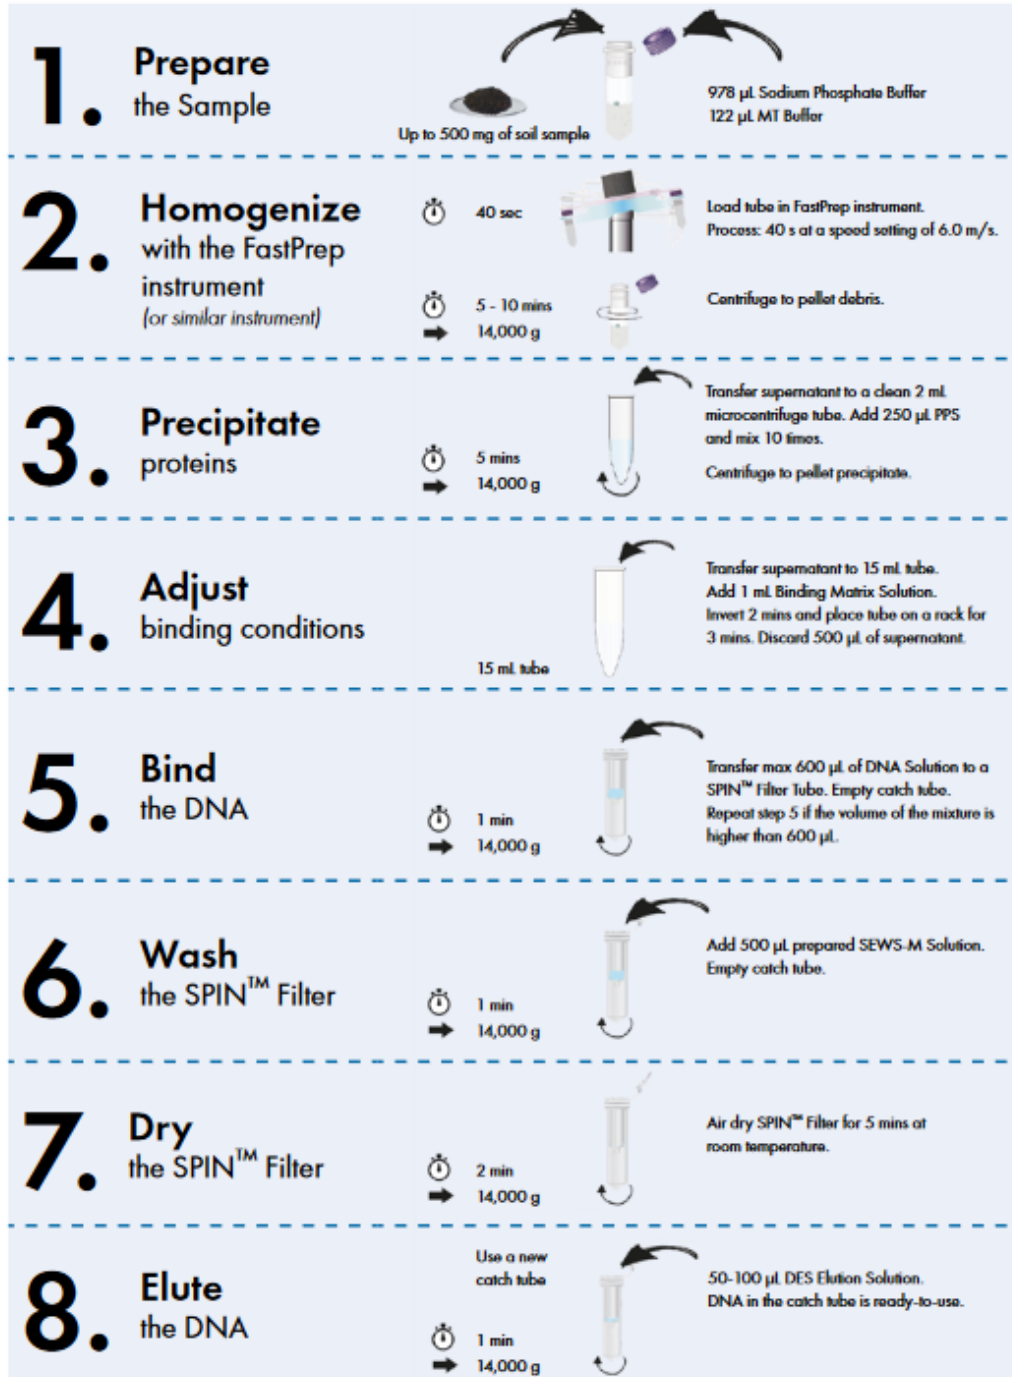 1.
Prepare
the Sample
Up to 500 mg of soil sample
978 µL Sodium Phosphate Buffer
122 µL MT Buffer
2.
Homogenize
with the FastPrep
instrument
(or similar instrument)
40 sec
Load tube in FastPrep instrument.
Process: 40 s at a speed setting of 6.0 m/s.
5 - 10 mins
14,000 g
Centrifuge to pellet debris.
3.
Precipitate
proteins
5 mins
14,000 g
Transfer supernatant to a clean 2 mL
microcentrifuge tube. Add 250 µL PPS
and mix 10 times.
Centrifuge to pellet precipitate.
4.
Adjust
binding conditions
15 mL tube
Transfer supernatant to 15 mL tube.
Add 1 mL Binding Matrix Solution.
Invert 2 mins and place tube on a rack for
3 mins. Discard 500 µL of supernatant.
5.
Bind
the DNA
1 min
14,000 g
Transfer max 600 µL of DNA Solution to a
SPIN™ Filter Tube. Empty catch tube.
Repeat step 5 if the volume of the mixture is
higher than 600 µL.
6.
Wash
the SPIN™ Filter
1 min
14,000 g
Add 500 µL prepared SEWS-M Solution.
Empty catch tube.
7.
Dry
the SPIN™ Filter
2 min
14,000 g
Air dry SPIN™ Filter for 5 mins at
room temperature.
8.
Elute
the DNA
Use a new
catch tube
1 min
14,000 g
50-100 µL DES Elution Solution.
DNA in the catch tube is ready-to-use.